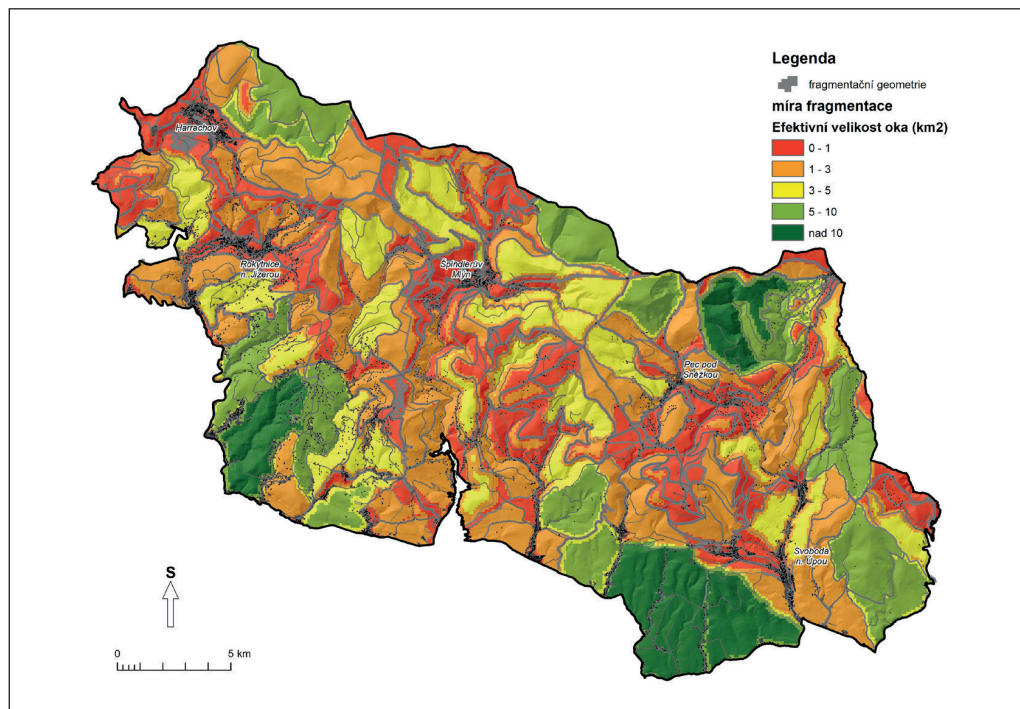 Legenda
fragmentační geometrie
míra fragmentace
Efektivní velikost oka (km2)
0 - 1
1 - 3
3 - 5
5 - 10
nad 10
Harrachov
Rokytnice
n. Jizerou
Špindlerův
Mlýn
Pec pod
Sněžkou
Svoboda
n. Úpou
S
0
5 km